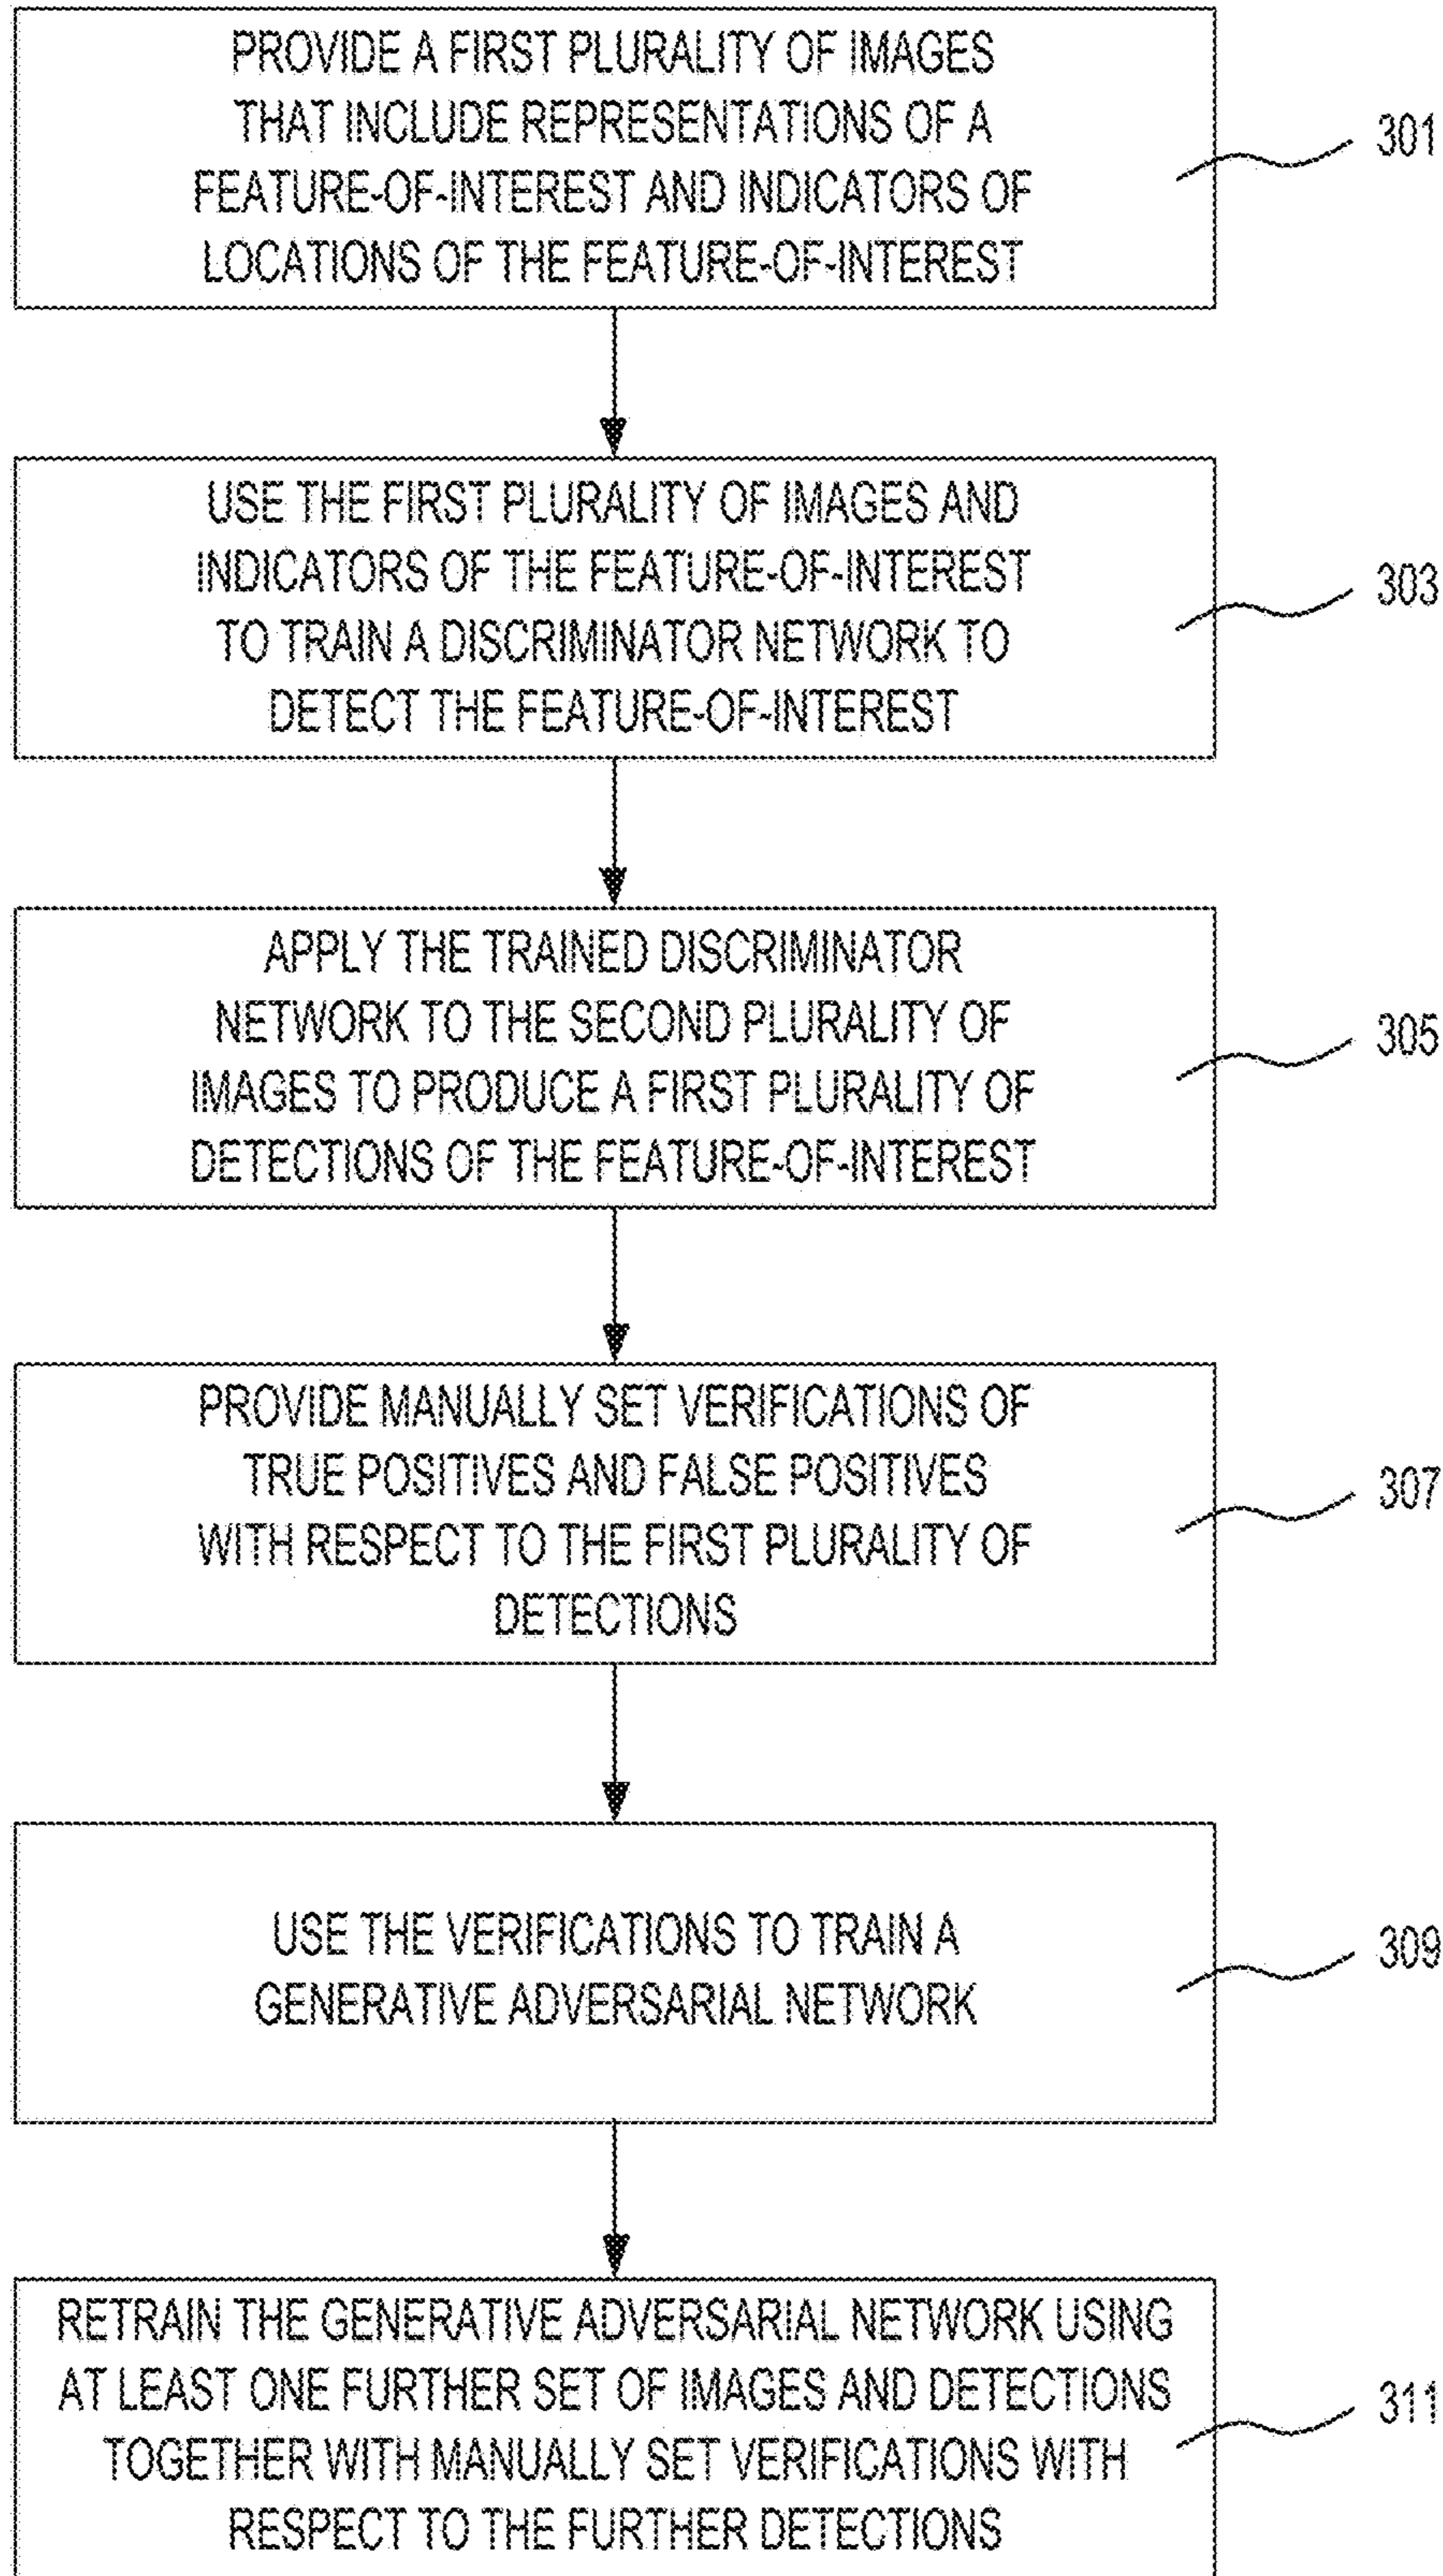 PROVIDE A FIRST PLURALITY OF IMAGES
THAT INCLUDE REPRESENTATIONS OF A
FEATURE-OF-INTEREST AND INDICATORS OF
LOCATIONS OF THE FEATURE-OF-INTEREST
301
USE THE FIRST PLURALITY OF IMAGES AND
INDICATORS OF THE FEATURE-OF-INTEREST
TO TRAIN A DISCRIMINATOR NETWORK TO
DETECT THE FEATURE-OF-INTEREST
303
APPLY THE TRAINED DISCRIMINATOR
NETWORK TO THE SECOND PLURALITY OF
IMAGES TO PRODUCE A FIRST PLURALITY OF
DETECTIONS OF THE FEATURE-OF-INTEREST
305
PROVIDE MANUALLY SET VERIFICATIONS OF
TRUE POSITIVES AND FALSE POSITIVES
WITH RESPECT TO THE FIRST PLURALITY OF
DETECTIONS
307
USE THE VERIFICATIONS TO TRAIN A
GENERATIVE ADVERSARIAL NETWORK
309
RETRAIN THE GENERATIVE ADVERSARIAL NETWORK USING
AT LEAST ONE FURTHER SET OF IMAGES AND DETECTIONS
TOGETHER WITH MANUALLY SET VERIFICATIONS WITH
RESPECT TO THE FURTHER DETECTIONS
311